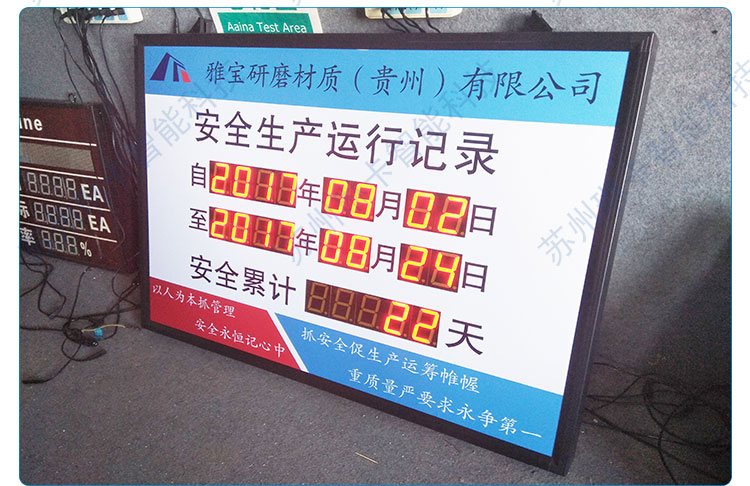 Aaina Test Area
雅宝研磨材质（贵州）有限公司
安全生产运行记录
自2017年08月02日
至2017年08月24日
安全累计 22天
以人为本抓管理
安全永恒记心中
抓安全促生产运筹帷幄
重质量严要求永争第一
ine
EA
标 EA
率 %